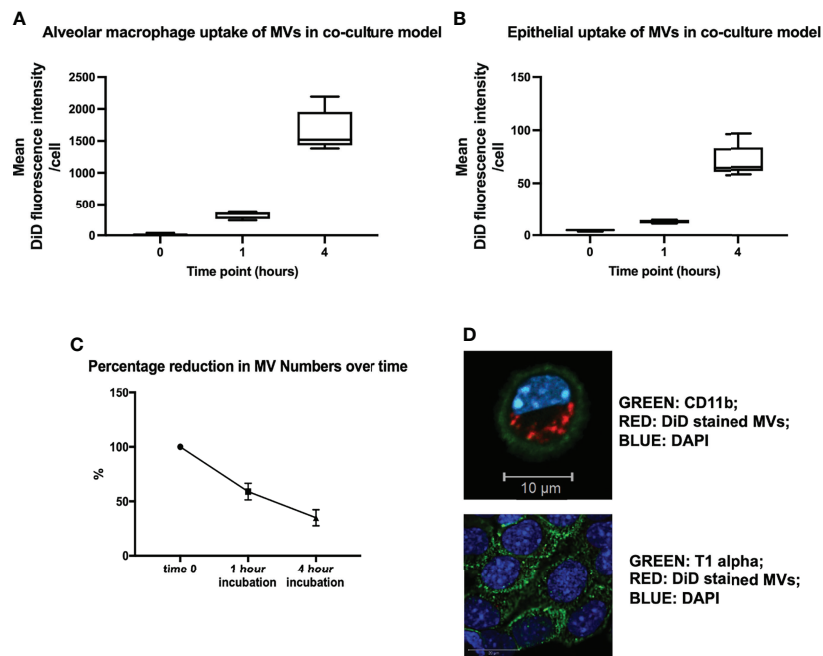 A
Alveolar macrophage uptake of MVs in co-culture model
Mean
DiD fluorescence intensity
/cell
2500
2000
1500
1000
500
0
0 1 4
Time point (hours)
B
Epithelial uptake of MVs in co-culture model
Mean
DiD fluorescence intensity
/cell
150
100
50
0
0 1 4
Time point (hours)
C
Percentage reduction in MV Numbers over time
%
150
100
50
0
time 0 1 hour 4 hour
incubation incubation
D
10 µm
GREEN: CD11b;
RED: DiD stained MVs;
BLUE: DAPI
GREEN: T1 alpha;
RED: DiD stained MVs;
BLUE: DAPI